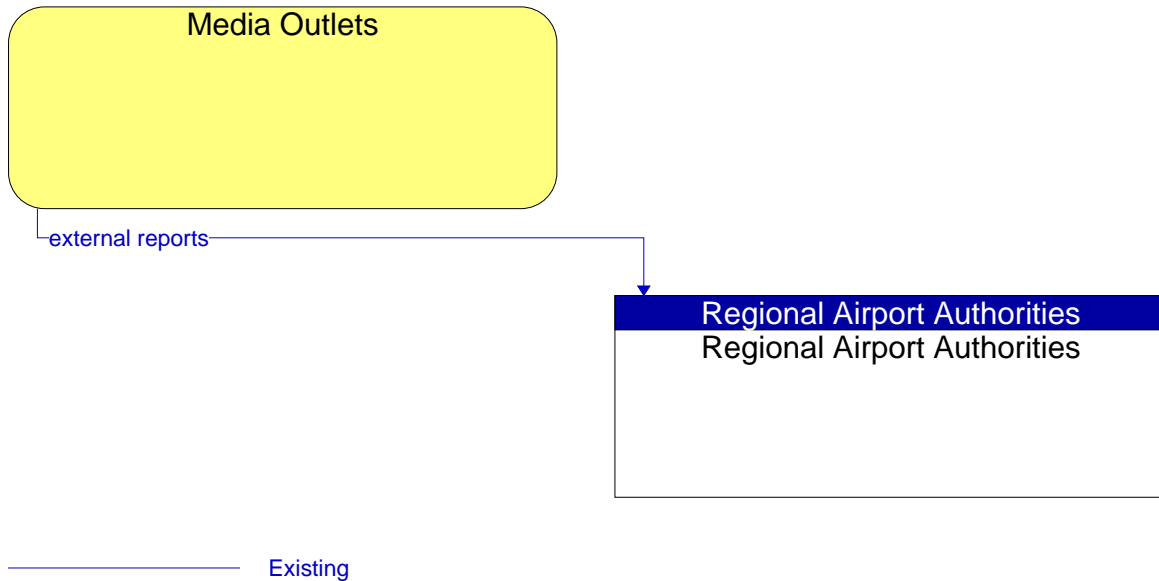 Media Outlets
external reports
Regional Airport Authorities
Regional Airport Authorities
Existing